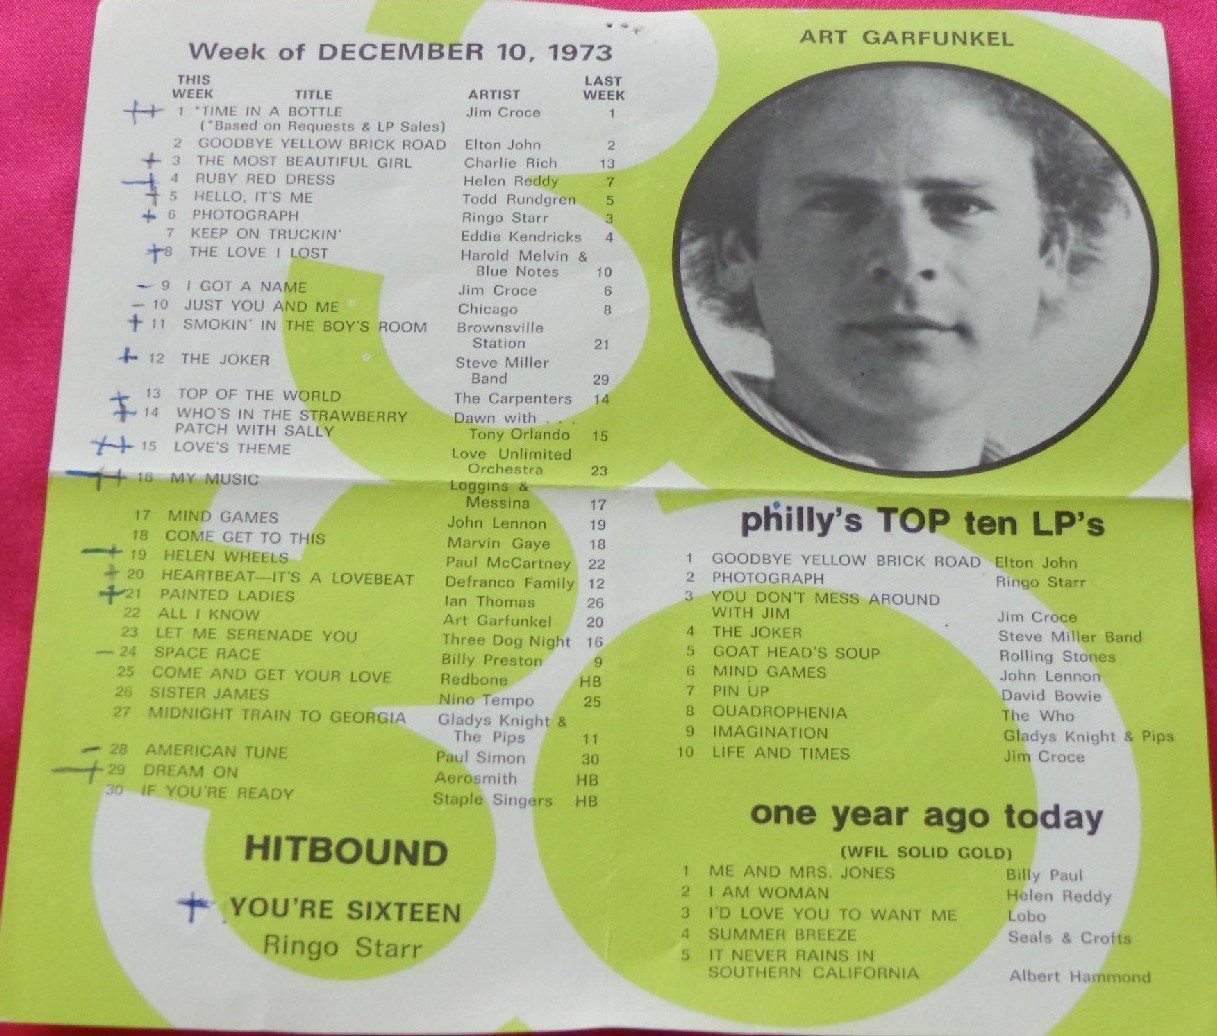 Week of DECEMBER 10, 1973
THIS WEEK TITLE ARTIST LAST WEEK
1 *TIME IN A BOTTLE Jim Croce 1
(*Based on Requests & LP Sales)
2 GOODBYE YELLOW BRICK ROAD Elton John 2
3 THE MOST BEAUTIFUL GIRL Charlie Rich 13
4 RUBY RED DRESS Helen Reddy 7
5 HELLO, IT'S ME Todd Rundgren 5
6 PHOTOGRAPH Ringo Starr 3
7 KEEP ON TRUCKIN' Eddie Kendricks 4
8 THE LOVE I LOST Harold Melvin &
Blue Notes 10
9 I GOT A NAME Jim Croce 6
10 JUST YOU AND ME Chicago 8
11 SMOKIN' IN THE BOY'S ROOM Brownsville
Station 21
12 THE JOKER Steve Miller
Band 29
13 TOP OF THE WORLD The Carpenters 14
14 WHO'S IN THE STRAWBERRY Dawn with . . .
PATCH WITH SALLY Tony Orlando 15
15 LOVE'S THEME Love Unlimited
Orchestra 23
16 MY MUSIC Loggins &
Messina 17
17 MIND GAMES John Lennon 19
18 COME GET TO THIS Marvin Gaye 18
19 HELEN WHEELS Paul McCartney 22
20 HEARTBEAT—IT'S A LOVEBEAT Defranco Family 12
21 PAINTED LADIES Ian Thomas 26
22 ALL I KNOW Art Garfunkel 20
23 LET ME SERENADE YOU Three Dog Night 16
24 SPACE RACE Billy Preston 9
25 COME AND GET YOUR LOVE Redbone HB
26 SISTER JAMES Nino Tempo 25
27 MIDNIGHT TRAIN TO GEORGIA Gladys Knight &
The Pips 11
28 AMERICAN TUNE Paul Simon 30
29 DREAM ON Aerosmith HB
30 IF YOU'RE READY Staple Singers HB
HITBOUND
YOU'RE SIXTEEN
Ringo Starr
ART GARFUNKEL
philly's TOP ten LP's
1 GOODBYE YELLOW BRICK ROAD Elton John
2 PHOTOGRAPH Ringo Starr
3 YOU DON'T MESS AROUND
WITH JIM Jim Croce
4 THE JOKER Steve Miller Band
5 GOAT HEAD'S SOUP Rolling Stones
6 MIND GAMES John Lennon
7 PIN UP David Bowie
8 QUADROPHENIA The Who
9 IMAGINATION Gladys Knight & Pips
10 LIFE AND TIMES Jim Croce
one year ago today
(WFIL SOLID GOLD)
1 ME AND MRS. JONES Billy Paul
2 I AM WOMAN Helen Reddy
3 I'D LOVE YOU TO WANT ME Lobo
4 SUMMER BREEZE Seals & Crofts
5 IT NEVER RAINS IN
SOUTHERN CALIFORNIA Albert Hammond